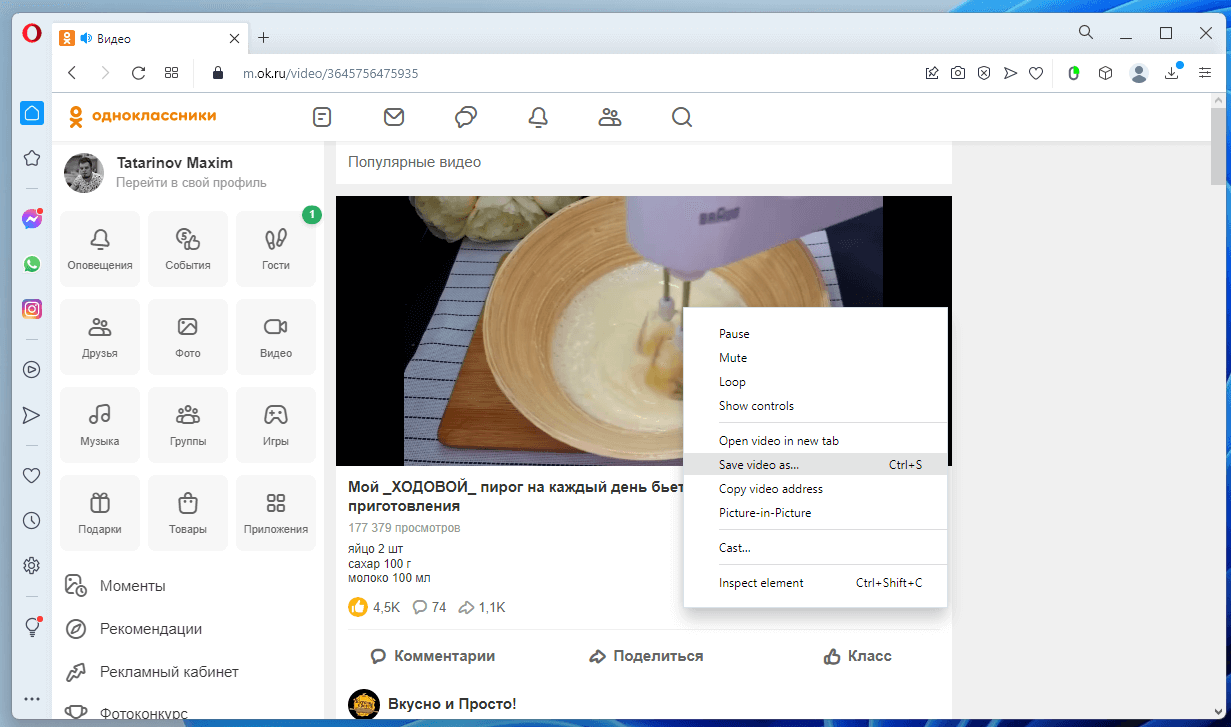 Видео
m.ok.ru/video/3645756475935
одноклассники
Tatarinov Maxim
Перейти в свой профиль
1
Оповещения
5
События
Гости
Друзья
Фото
Видео
Музыка
Группы
Игры
Подарки
Товары
Приложения
Моменты
Рекомендации
Рекламный кабинет
Фотоконкурс
Популярные видео
BRAUN
Pause
Mute
Loop
Show controls
Open video in new tab
Save video as... Ctrl+S
Copy video address
Picture-in-Picture
Cast...
Inspect element Ctrl+Shift+C
Мой _ХОДОВОЙ_ пирог на каждый день бьет
приготовления
177 379 просмотров
яйцо 2 шт
сахар 100 г
молоко 100 мл
4,5K 74 1,1K
Комментарии Поделиться Класс
Вкусно и Просто!